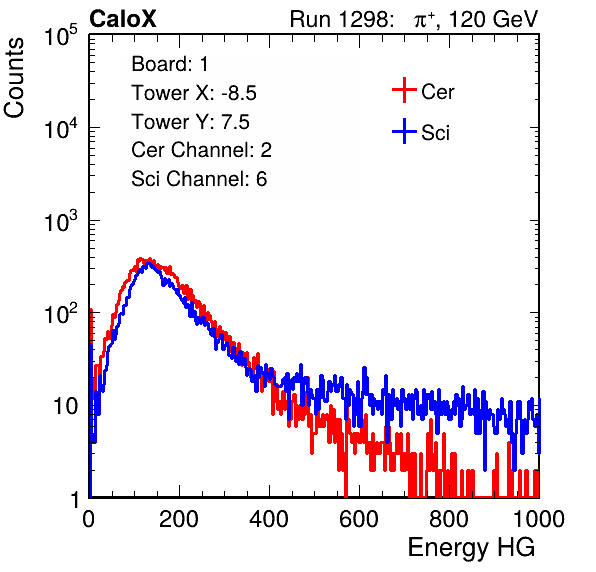 CaloX Run 1298: π⁺, 120 GeV
Counts
10⁵
10⁴
10³
10²
10
1
Board: 1
Tower X: -8.5
Tower Y: 7.5
Cer Channel: 2
Sci Channel: 6
Cer
Sci
0 200 400 600 800 1000
Energy HG